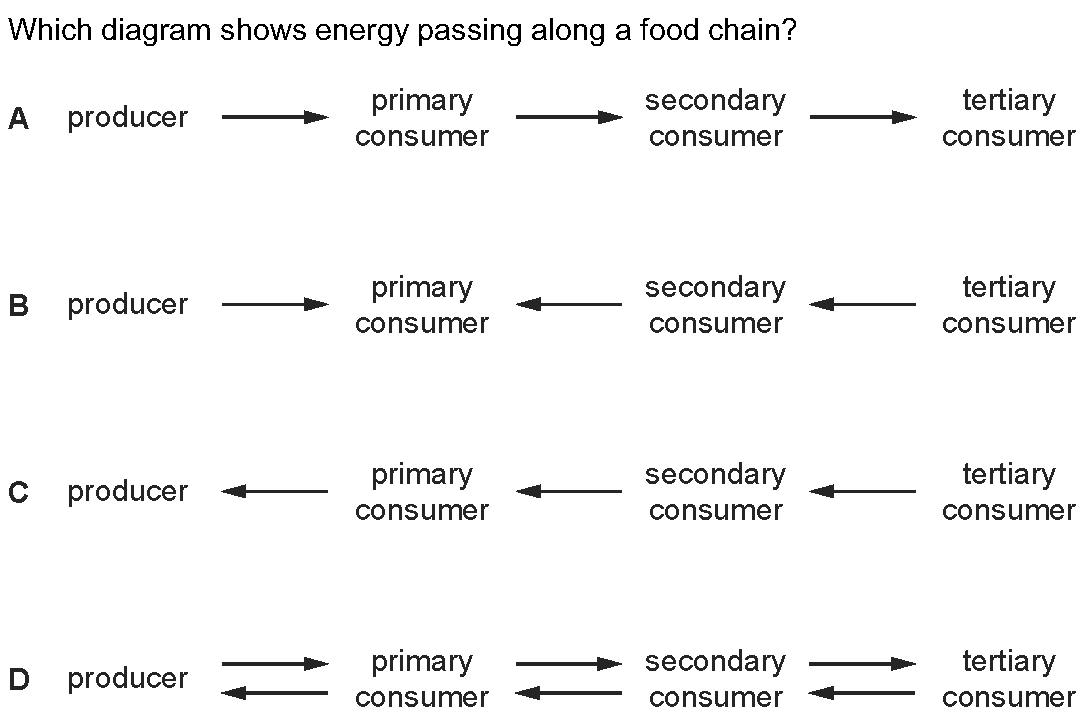 Which diagram shows energy passing along a food chain?
A producer primary consumer secondary consumer tertiary consumer
B producer primary consumer secondary consumer tertiary consumer
C producer primary consumer secondary consumer tertiary consumer
D producer primary consumer secondary consumer tertiary consumer